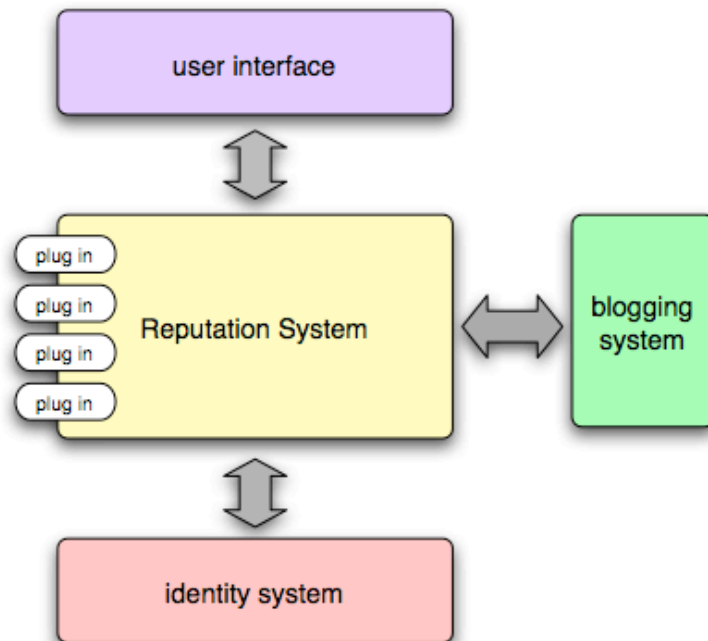 user interface
plug in
plug in
plug in
plug in
Reputation System
blogging
system
identity system